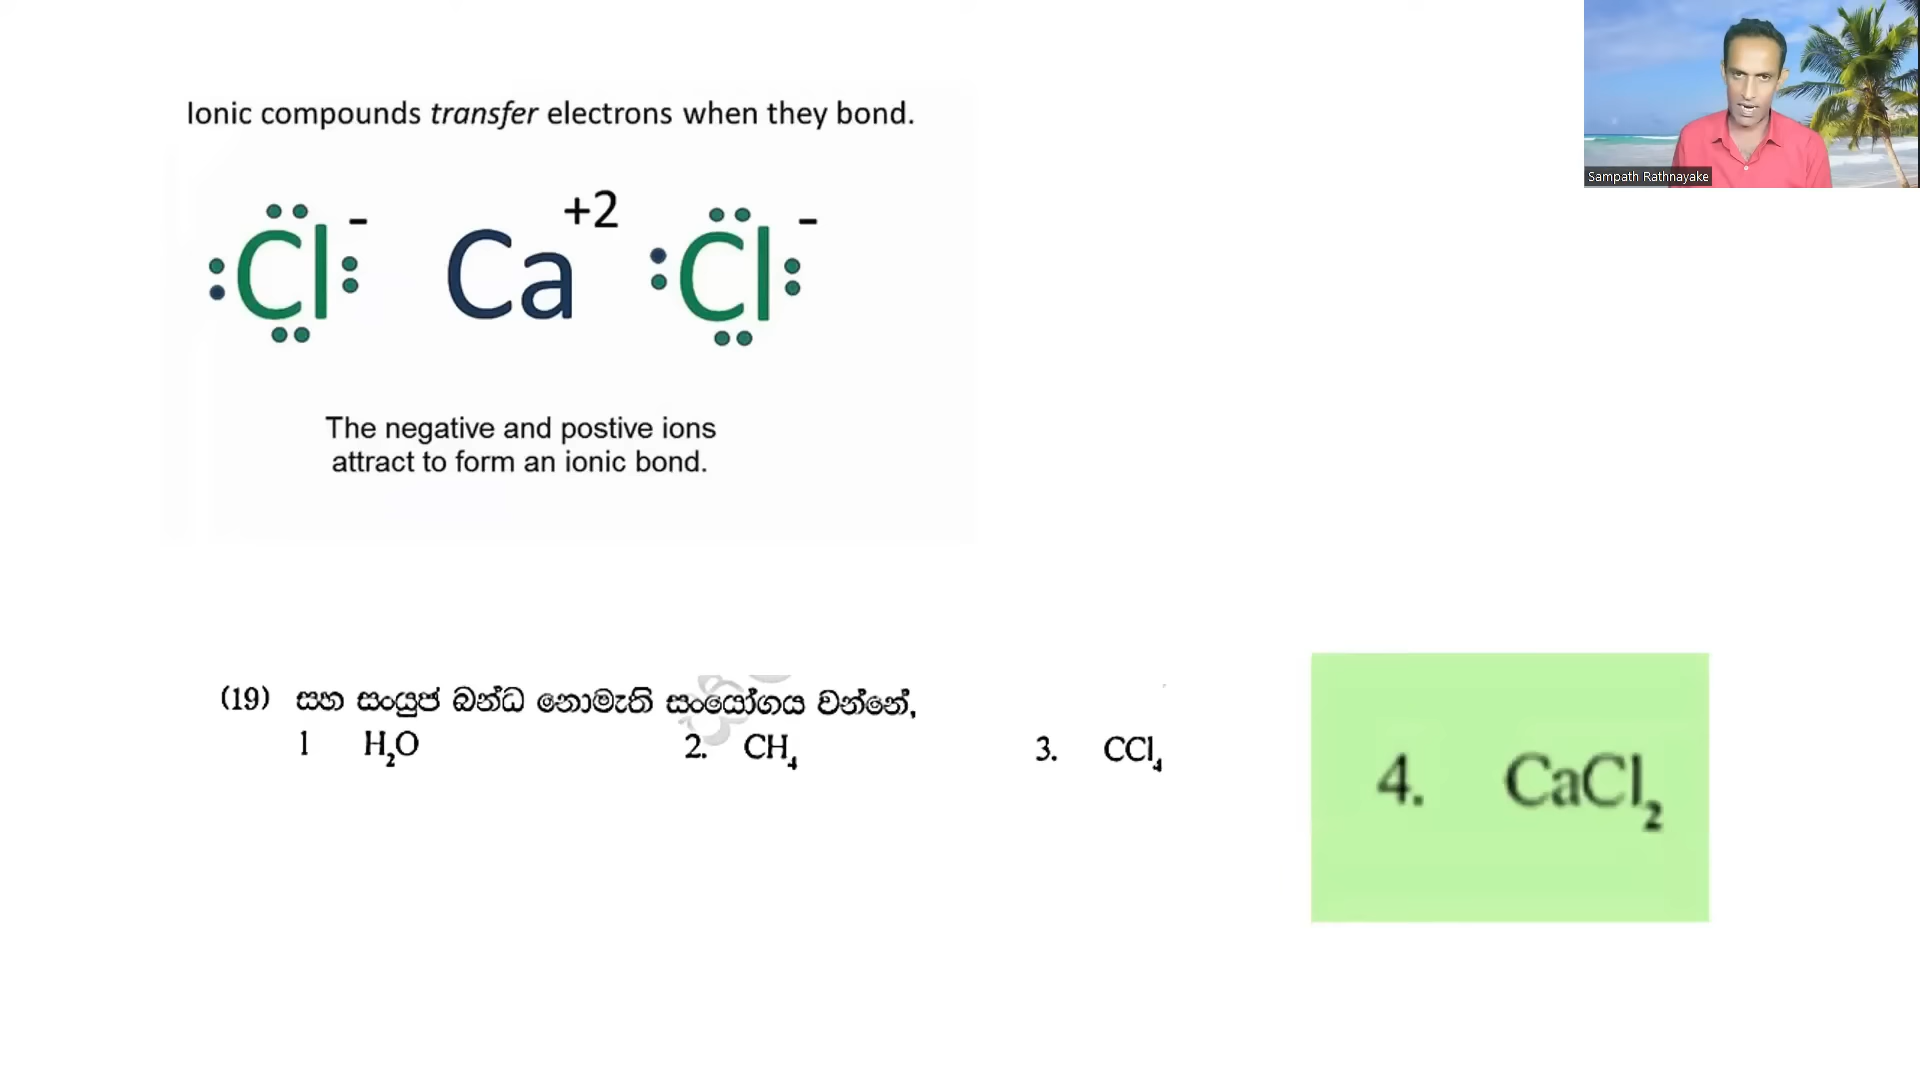 Ionic compounds transfer electrons when they bond.
Cl - Ca +2 Cl -
The negative and postive ions
attract to form an ionic bond.
(19) සහ සංයුජ බන්ධ නොමැති සංයෝගය වන්නේ,
1 H₂O 2. CH₄ 3. CCl₄ 4. CaCl₂
Sampath Rathnayake